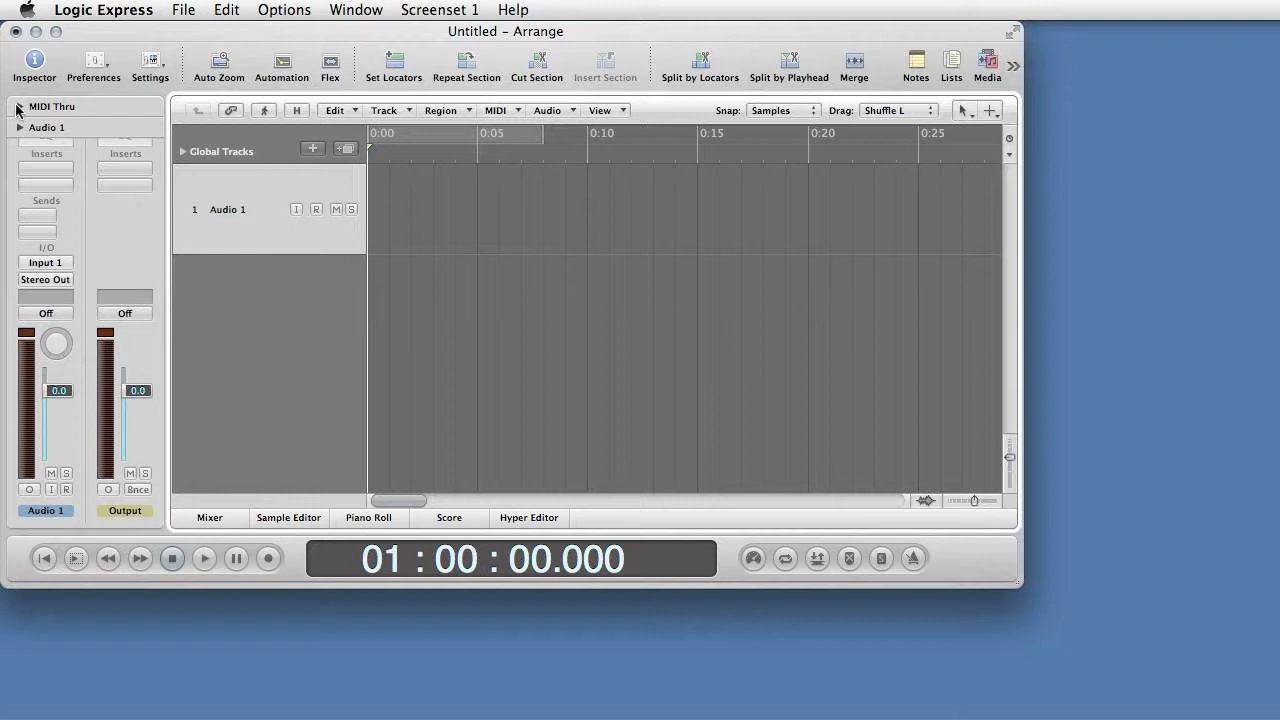 Logic Express File Edit Options Window Screenset 1 Help
Untitled – Arrange
Inspector Preferences Settings Auto Zoom Automation Flex Set Locators Repeat Section Cut Section Insert Section Split by Locators Split by Playhead Merge Notes Lists Media
MIDI Thru
H Edit Track Region MIDI Audio View Snap: Samples Drag: Shuffle L
Audio 1
0:00 0:05 0:10 0:15 0:20 0:25
Global Tracks
Inserts Inserts
Sends
1 Audio 1 I R M S
I/O
Input 1
Stereo Out
Off Off
0.0 0.0
M S M S
I R Bnce
Audio 1 Output
Mixer Sample Editor Piano Roll Score Hyper Editor
01 : 00 : 00.000
S